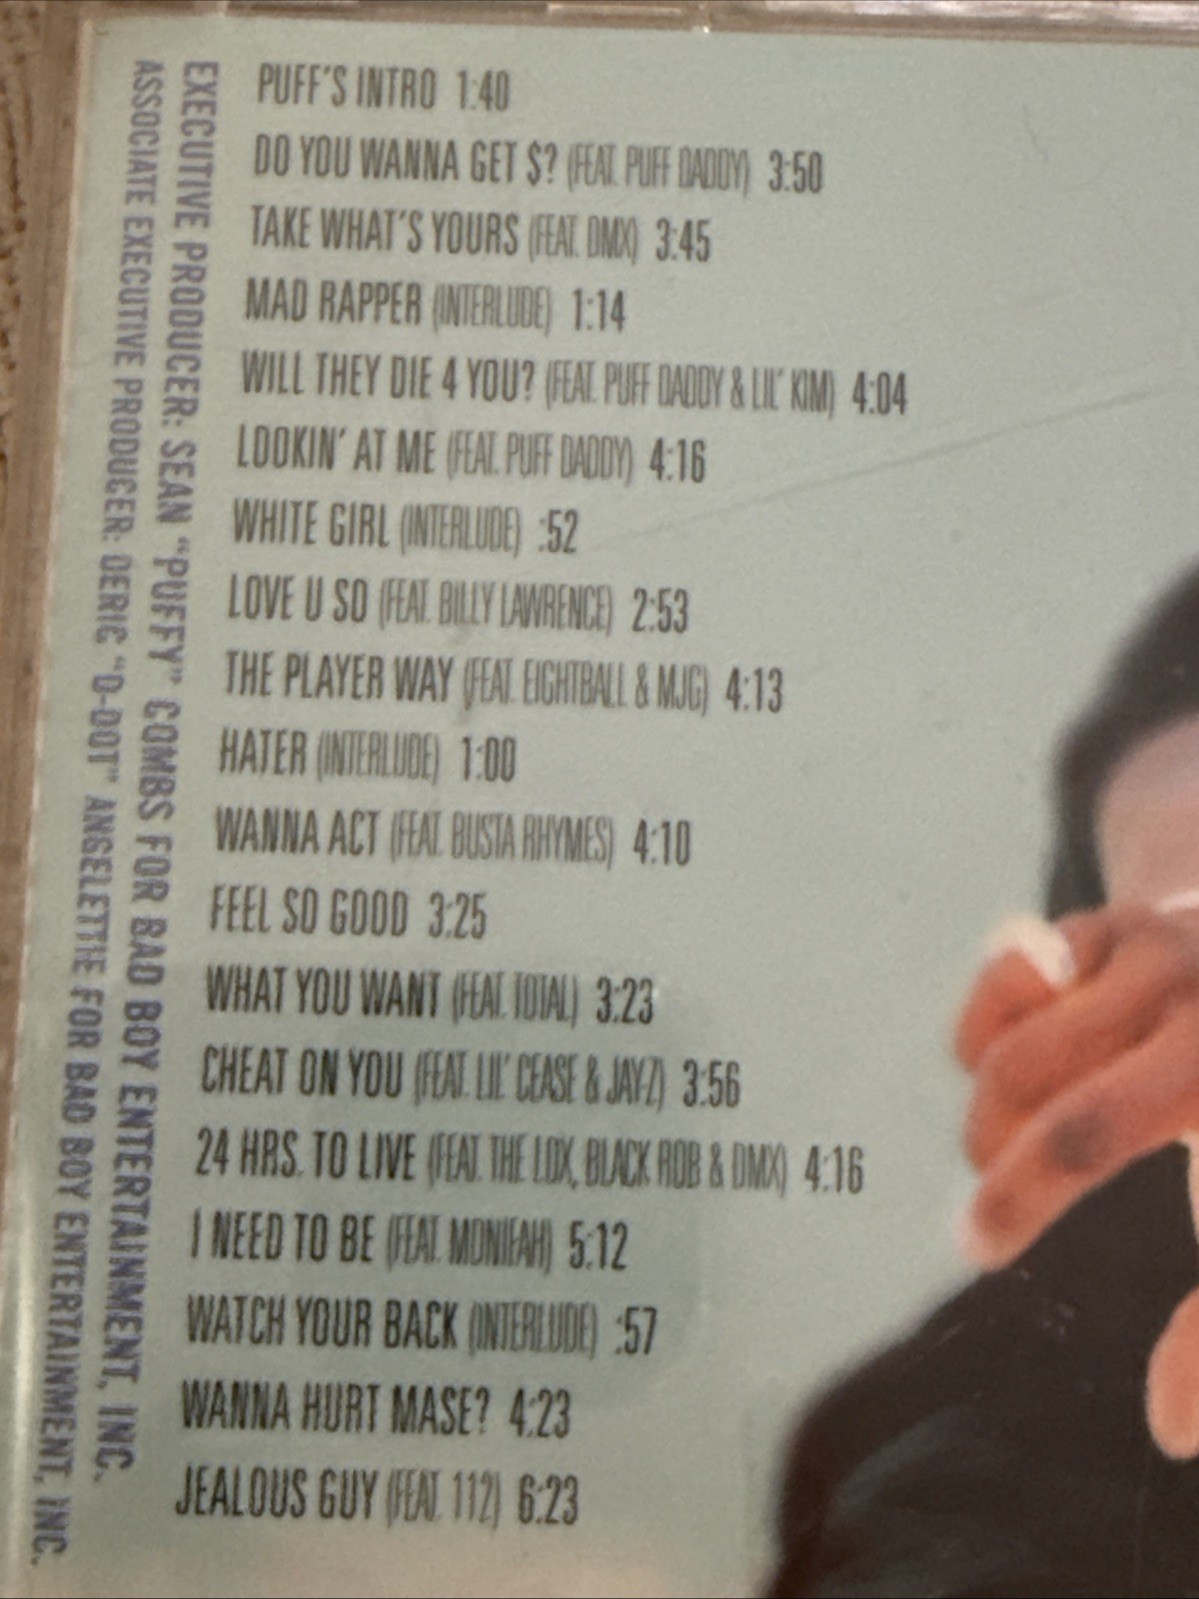 PUFF'S INTRO 1:40
DO YOU WANNA GET $? (FEAT. PUFF DADDY) 3:50
TAKE WHAT'S YOURS (FEAT. DMX) 3:45
MAD RAPPER (INTERLUDE) 1:14
WILL THEY DIE 4 YOU? (FEAT. PUFF DADDY & LIL' KIM) 4:04
LOOKIN' AT ME (FEAT. PUFF DADDY) 4:16
WHITE GIRL (INTERLUDE) :52
LOVE U SO (FEAT. BILLY LAWRENCE) 2:53
THE PLAYER WAY (FEAT. EIGHTBALL & MJG) 4:13
HATER (INTERLUDE) 1:00
WANNA ACT (FEAT. BUSTA RHYMES) 4:10
FEEL SO GOOD 3:25
WHAT YOU WANT (FEAT. TOTAL) 3:23
CHEAT ON YOU (FEAT. LIL' CEASE & JAY-Z) 3:56
24 HRS. TO LIVE (FEAT. THE LOX, BLACK ROB & DMX) 4:16
I NEED TO BE (FEAT. MONIFAH) 5:12
WATCH YOUR BACK (INTERLUDE) :57
WANNA HURT MASE? 4:23
JEALOUS GUY (FEAT. 112) 6:23
EXECUTIVE PRODUCER: SEAN "PUFFY" COMBS FOR BAD BOY ENTERTAINMENT, INC.
ASSOCIATE EXECUTIVE PRODUCER: DERIC "D-DOT" ANGELETTIE FOR BAD BOY ENTERTAINMENT, INC.